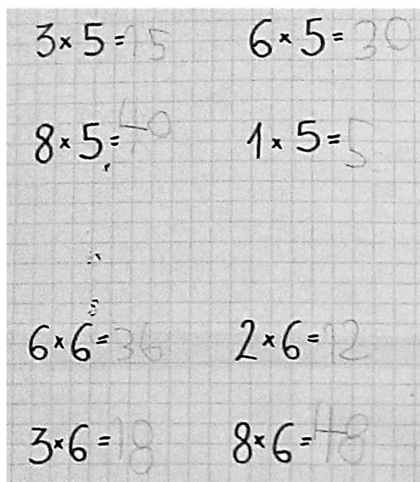 3 × 5 = 15 6 × 5 = 30
8 × 5 = 40 1 × 5 = 5
6 × 6 = 36 2 × 6 = 12
3 × 6 = 18 8 × 6 = 48